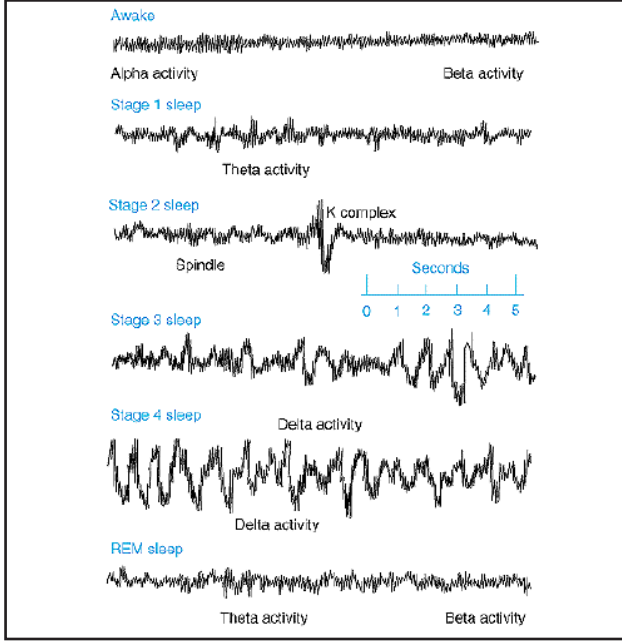 Awake
Alpha activity
Beta activity
Stage 1 sleep
Theta activity
Stage 2 sleep
K complex
Spindle
Seconds
0 1 2 3 4 5
Stage 3 sleep
Delta activity
Stage 4 sleep
Delta activity
REM sleep
Theta activity
Beta activity